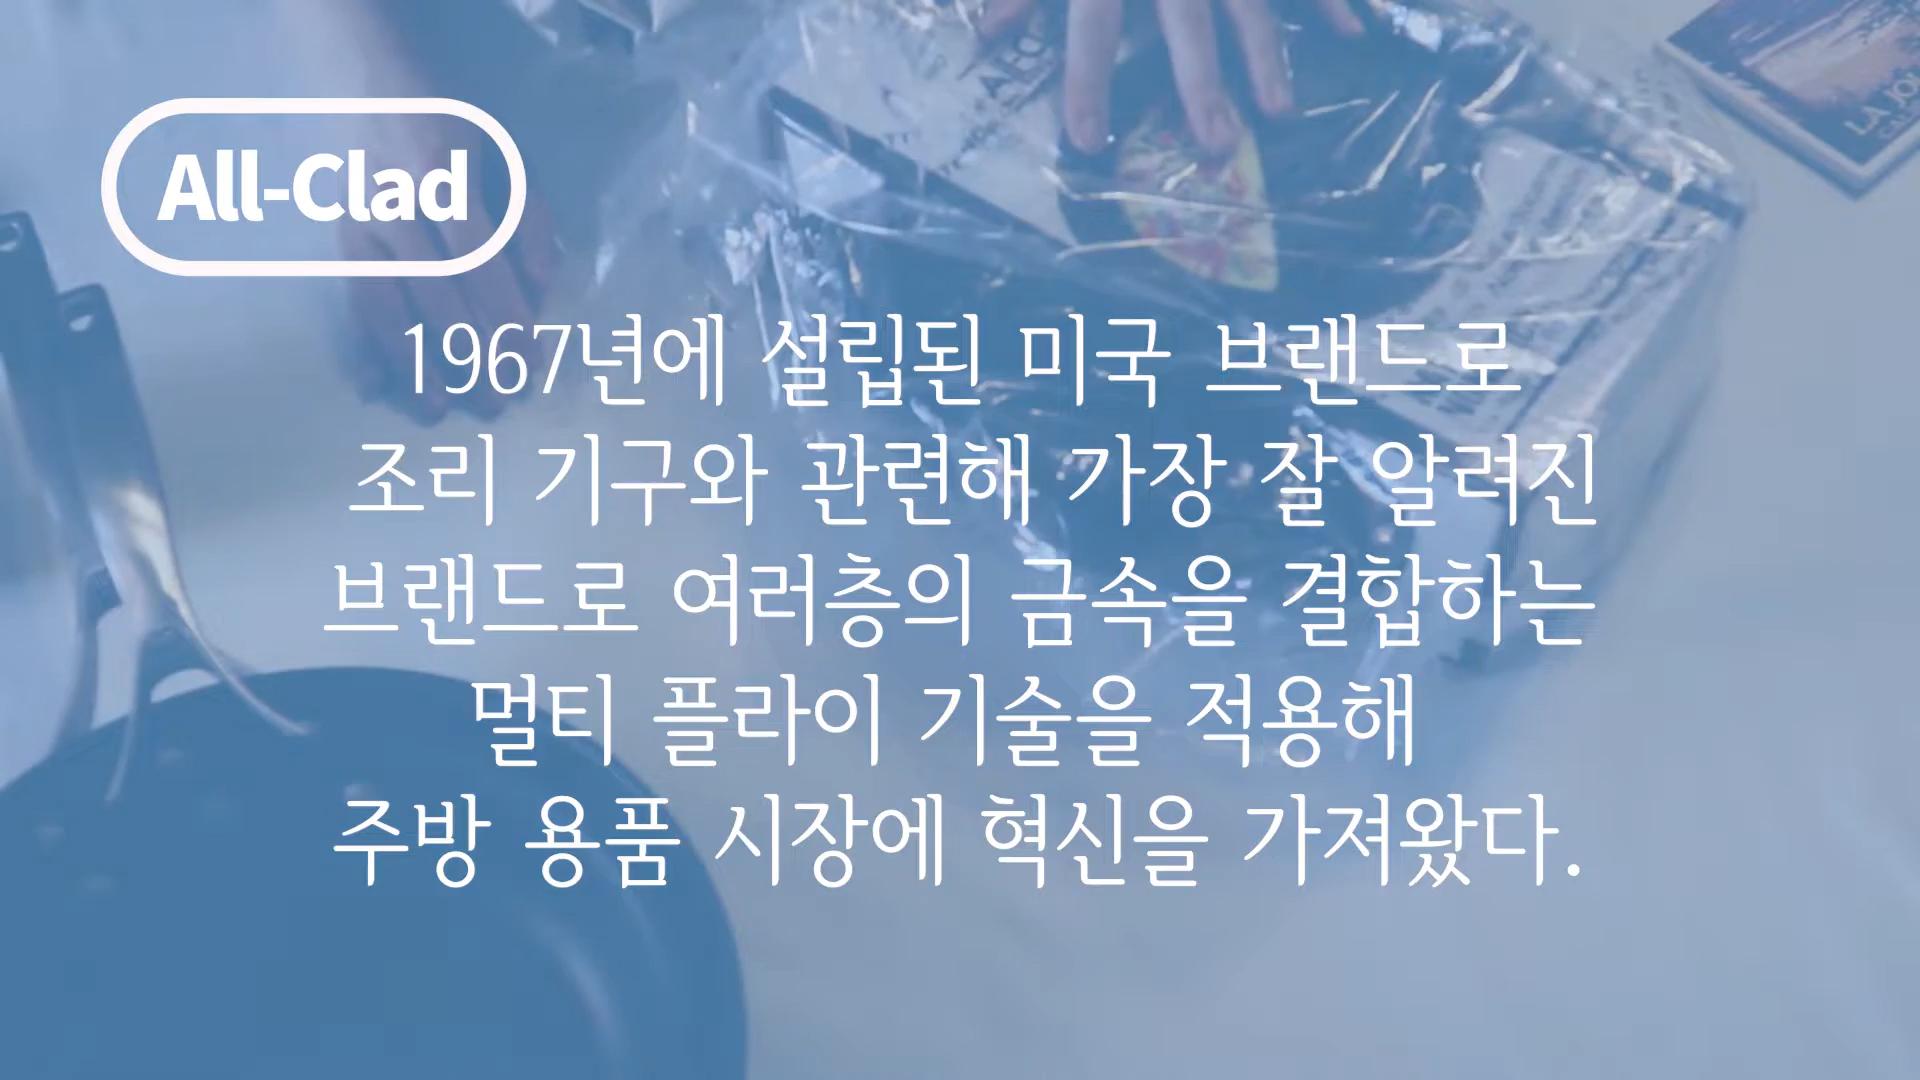 All-Clad
1967년에 설립된 미국 브랜드로
조리 기구와 관련해 가장 잘 알려진
브랜드로 여러층의 금속을 결합하는
멀티 플라이 기술을 적용해
주방 용품 시장에 혁신을 가져왔다.
LA JO